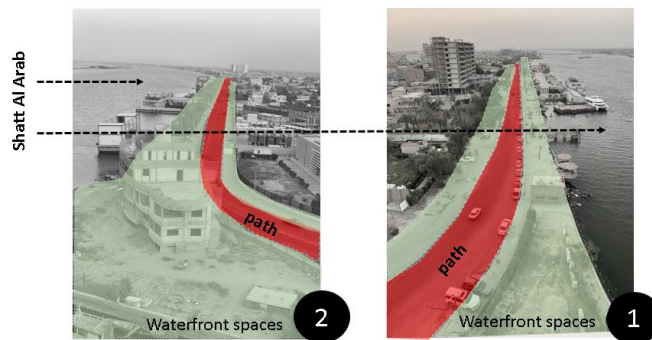 Shatt Al Arab
path
Waterfront spaces
2
path
Waterfront spaces
1